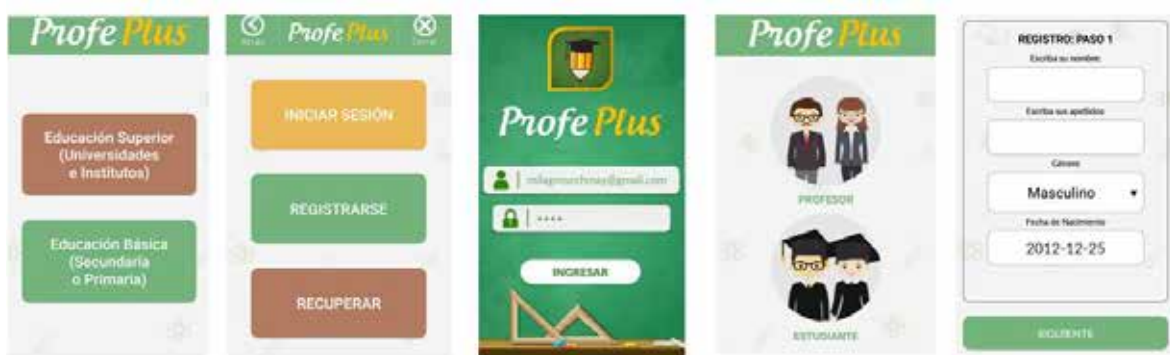 Profe Plus
Educación Superior
(Universidades
e Institutos)
Educación Básica
(Secundaria
o Primaria)
Profe Plus
INICIAR SESIÓN
REGISTRARSE
RECUPERAR
Profe Plus
****
INGRESAR
Profe Plus
PROFESOR
ESTUDIANTE
REGISTRO: PASO 1
Escriba su nombre:
Escriba sus apellidos
Género
Masculino
Fecha de Nacimiento
2012-12-25
SIGUIENTE